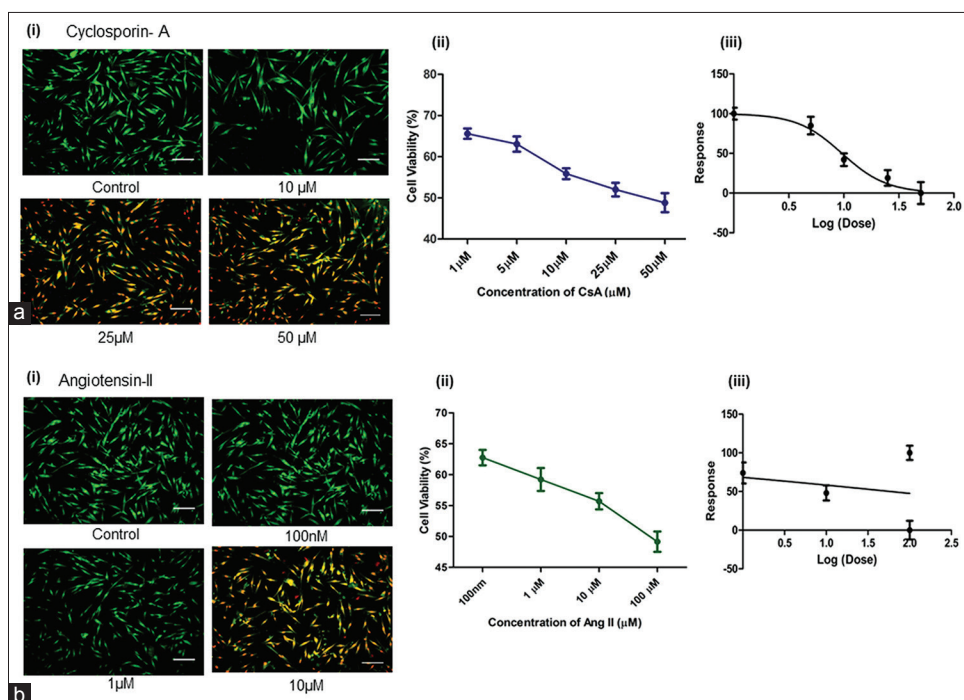 (i) Cyclosporin- A
Control
10 µM
25µM
50 µM
a
(ii)
80
70
60
50
40
Cell Viability (%)
1µM
5µM
10µM
25µM
50µM
Concentration of CsA (µM)
(iii)
150
100
50
0
-50
Response
0.5
1.0
1.5
2.0
Log (Dose)
(i) Angiotensin-II
Control
100nM
1µM
10µM
b
(ii)
65
60
55
50
45
Cell Viability (%)
100nm
1 µM
10 µM
100 µM
Concentration of Ang II (µM)
(iii)
150
100
50
0
-50
Response
0.5
1.0
1.5
2.0
2.5
Log (Dose)